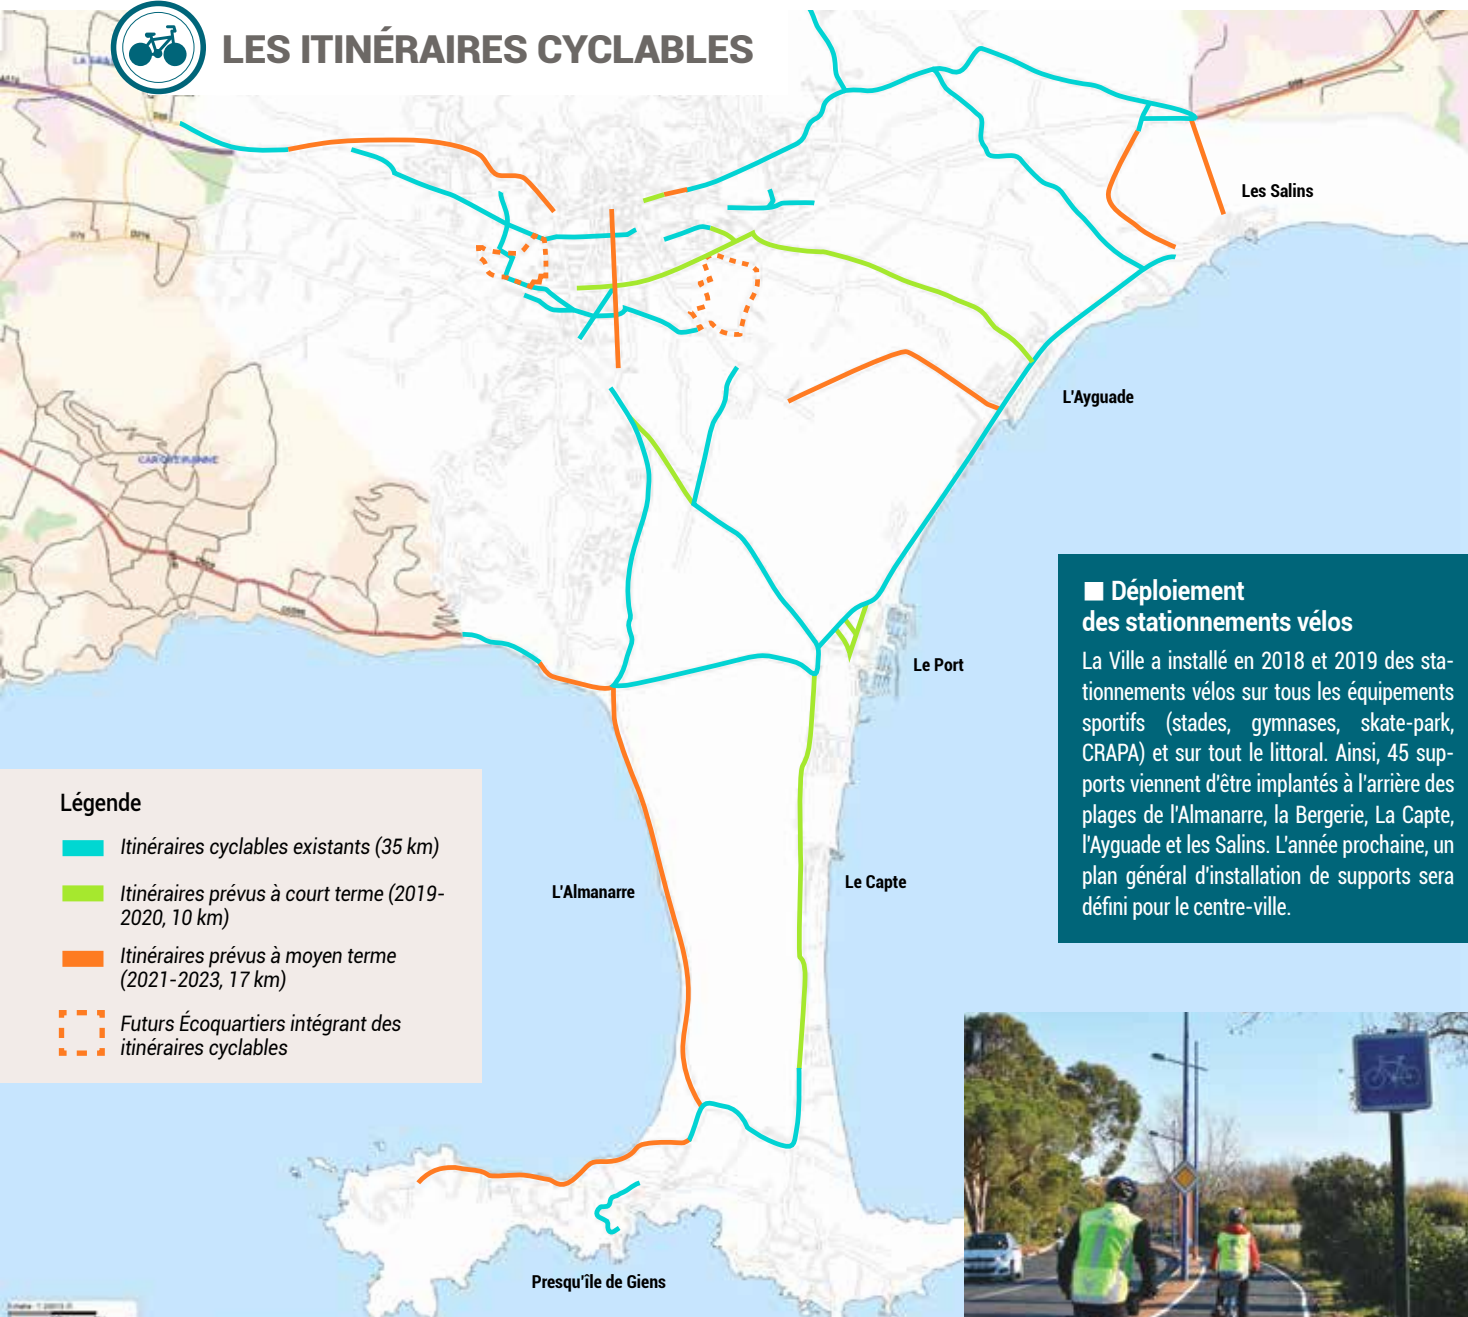 LES ITINÉRAIRES CYCLABLES
Les Salins
L'Ayguade
CARQUEIRANNE
■ Déploiement
des stationnements vélos
La Ville a installé en 2018 et 2019 des sta-
tionnements vélos sur tous les équipements
sportifs (stades, gymnases, skate-park,
CRAPA) et sur tout le littoral. Ainsi, 45 sup-
ports viennent d'être implantés à l'arrière des
plages de l'Almanarre, la Bergerie, La Capte,
l'Ayguade et les Salins. L'année prochaine, un
plan général d'installation de supports sera
défini pour le centre-ville.
Le Port
Légende
Itinéraires cyclables existants (35 km)
Itinéraires prévus à court terme (2019-
2020, 10 km)
Itinéraires prévus à moyen terme
(2021-2023, 17 km)
Futurs Écoquartiers intégrant des
itinéraires cyclables
L'Almanarre
Le Capte
Presqu'île de Giens